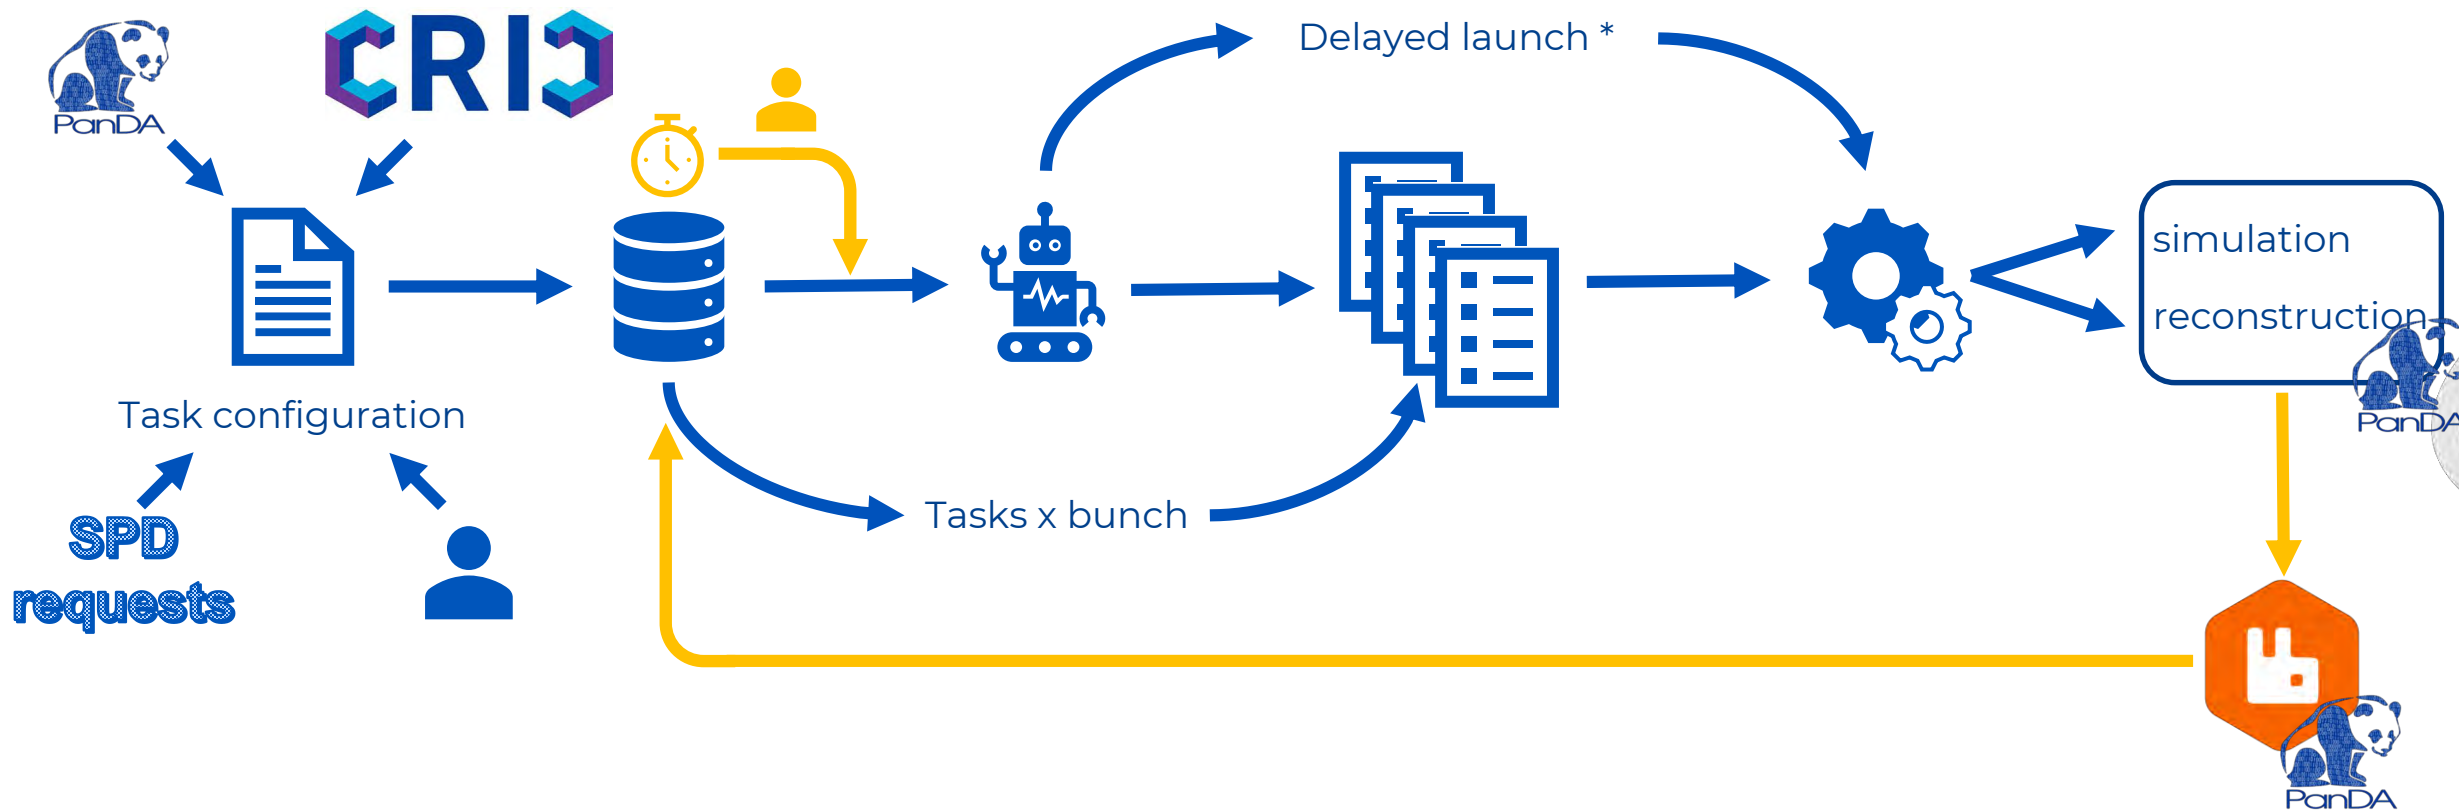 PanDA
CRIC
Delayed launch *
simulation
reconstruction
PanDA
Task configuration
Tasks x bunch
SPD
requests
PanDA